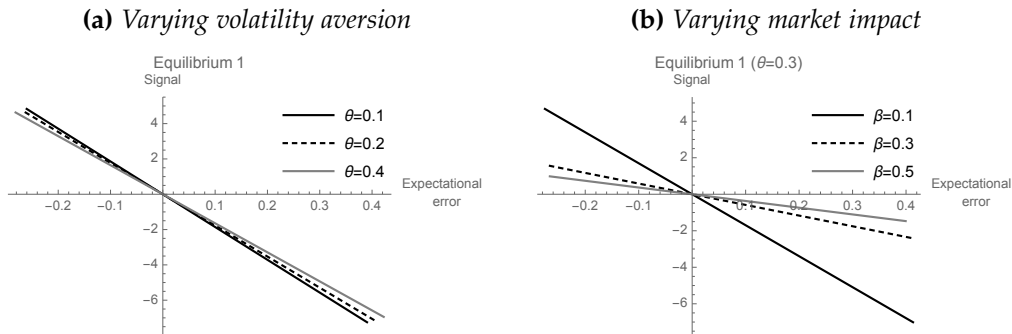 (a) Varying volatility aversion
Equilibrium 1
Signal
4
2
-0.2 -0.1 0.1 0.2 0.3 0.4
-2
-4
-6
θ=0.1
θ=0.2
θ=0.4
Expectational
error
(b) Varying market impact
Equilibrium 1 (θ=0.3)
Signal
4
2
-0.2 -0.1 0.1 0.2 0.3 0.4
-2
-4
-6
β=0.1
β=0.3
β=0.5
Expectational
error